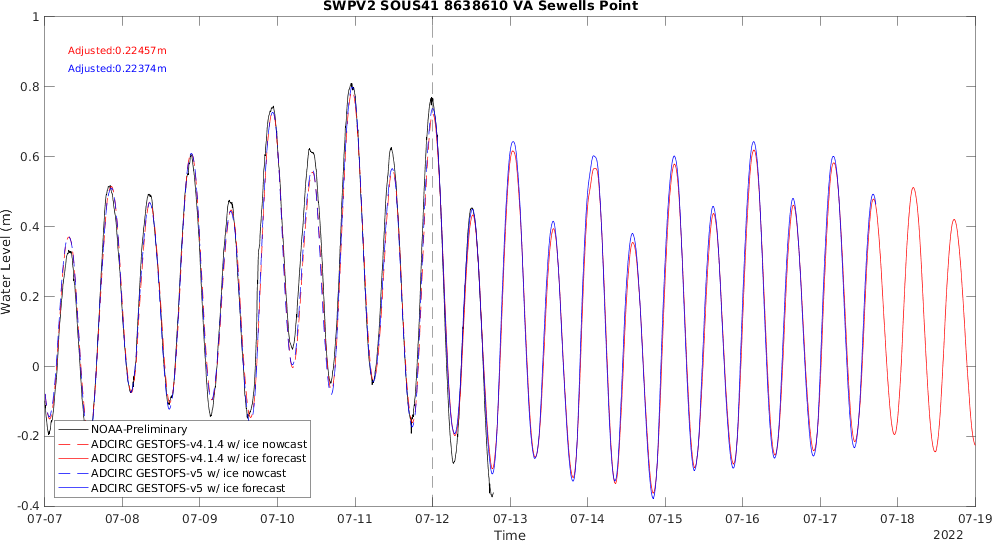 SWPV2 SOUS41 8638610 VA Sewells Point
Adjusted:0.22457m
Adjusted:0.22374m
Water Level (m)
1
0.8
0.6
0.4
0.2
0
-0.2
-0.4
NOAA-Preliminary
ADCIRC GESTOFS-v4.1.4 w/ ice nowcast
ADCIRC GESTOFS-v4.1.4 w/ ice forecast
ADCIRC GESTOFS-v5 w/ ice nowcast
ADCIRC GESTOFS-v5 w/ ice forecast
07-07 07-08 07-09 07-10 07-11 07-12 07-13 07-14 07-15 07-16 07-17 07-18 07-19
Time
2022